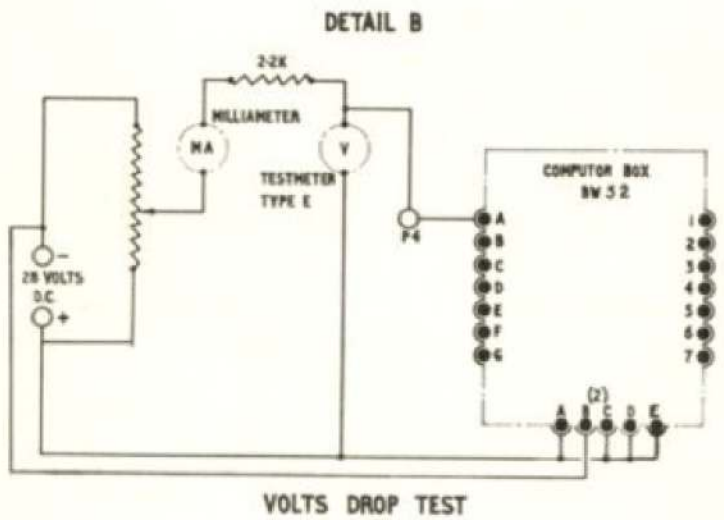 DETAIL B
2·2K
MILLIAMETER
MA
V
TESTMETER
TYPE E
P4
COMPUTOR BOX
BW 52
A
B
C
D
E
F
G
1
2
3
4
5
6
7
−
28 VOLTS
D.C.
+
(2)
A B C D E
VOLTS DROP TEST